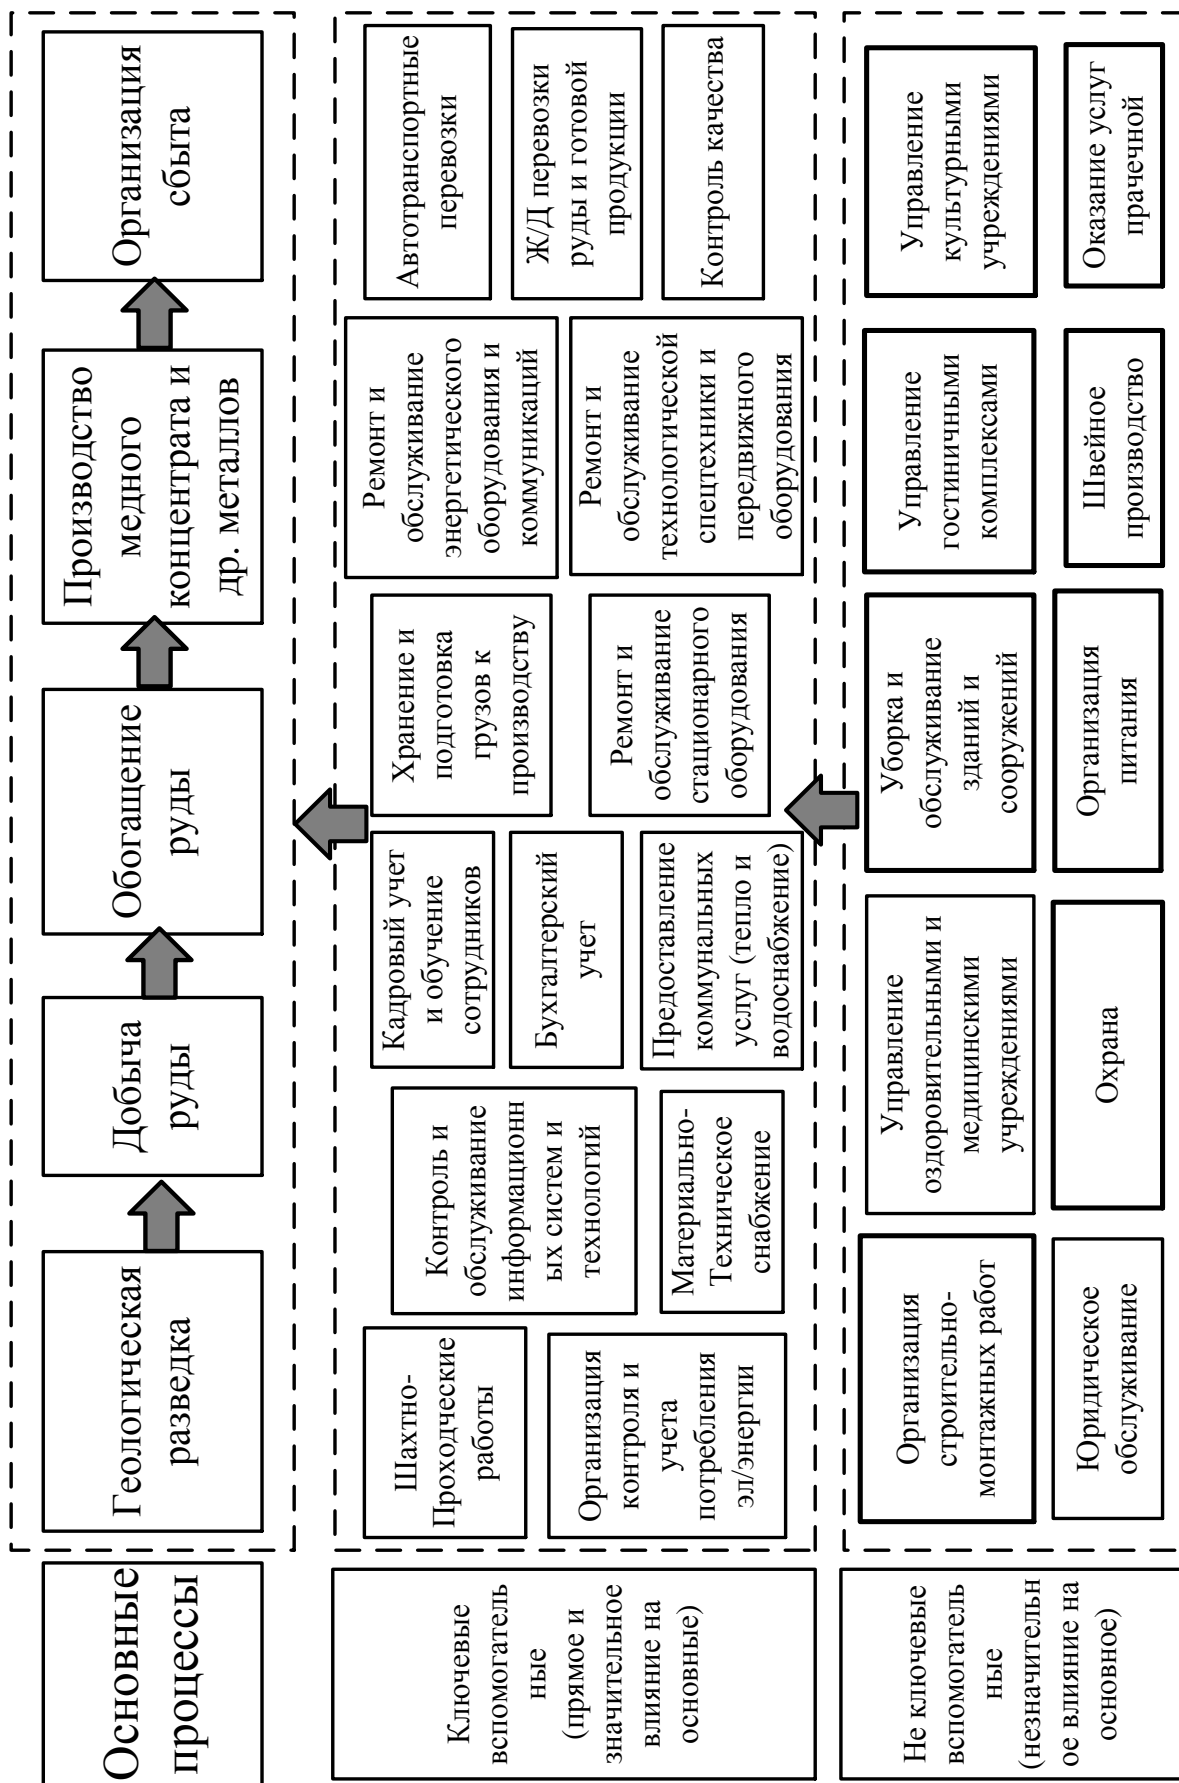 Основные
процессы
Геологическая
разведка
Добыча
руды
Обогащение
руды
Производство
медного
концентрата и
др. металлов
Организация
сбыта
Ключевые
вспомогатель
ные
(прямое и
значительное
влияние на
основные)
Шахтно-
Проходческие
работы
Организация
контроля и
учета
потребления
эл/энергии
Контроль и
обслуживание
информационн
ых систем и
технологий
Материально-
Техническое
снабжение
Кадровый учет
и обучение
сотрудников
Бухгалтерский
учет
Предоставление
коммунальных
услуг (тепло и
водоснабжение)
Хранение и
подготовка
грузов к
производству
Ремонт и
обслуживание
стационарного
оборудования
Ремонт и
обслуживание
энергетического
оборудования и
коммуникаций
Ремонт и
обслуживание
технологической
спецтехники и
передвижного
оборудования
Автотранспортные
перевозки
Ж/Д перевозки
руды и готовой
продукции
Контроль качества
Не ключевые
вспомогатель
ные
(незначительн
ое влияние на
основное)
Организация
строительно-
монтажных работ
Юридическое
обслуживание
Управление
оздоровительными и
медицинскими
учреждениями
Охрана
Уборка и
обслуживание
зданий и
сооружений
Организация
питания
Управление
гостиничными
комплексами
Швейное
производство
Управление
культурными
учреждениями
Оказание услуг
прачечной